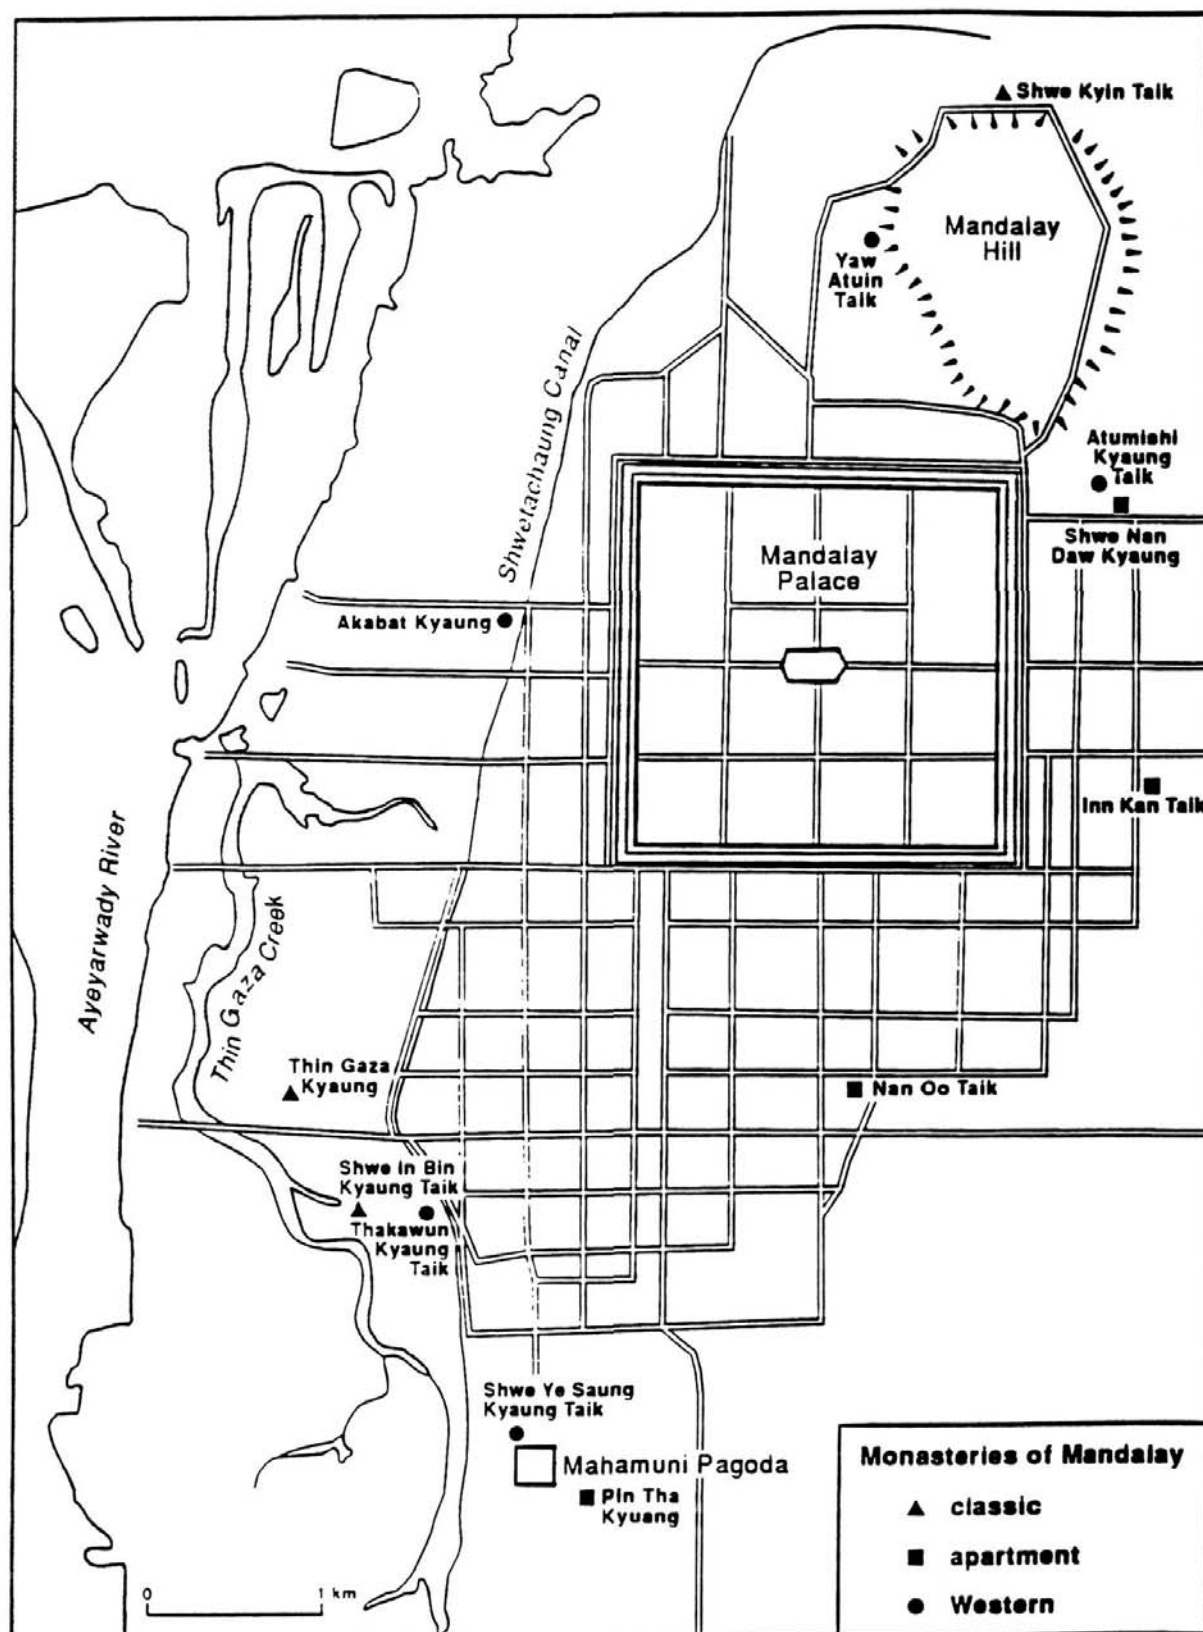 Shwe Kyin Taik
Mandalay
Hill
Yaw
Atuin
Taik
Shwetachaung Canal
Atumishi
Kyaung
Taik
Shwe Nan
Daw Kyaung
Mandalay
Palace
Akabat Kyaung
Inn Kan Taik
Ayeyarwady River
Thin Gaza Creek
Thin Gaza
Kyaung
Nan Oo Taik
Shwe In Bin
Kyaung Taik
Thakawun
Kyaung
Taik
Shwe Ye Saung
Kyaung Taik
Mahamuni Pagoda
Pin Tha
Kyuang
0 1 km
Monasteries of Mandalay
classic
apartment
Western